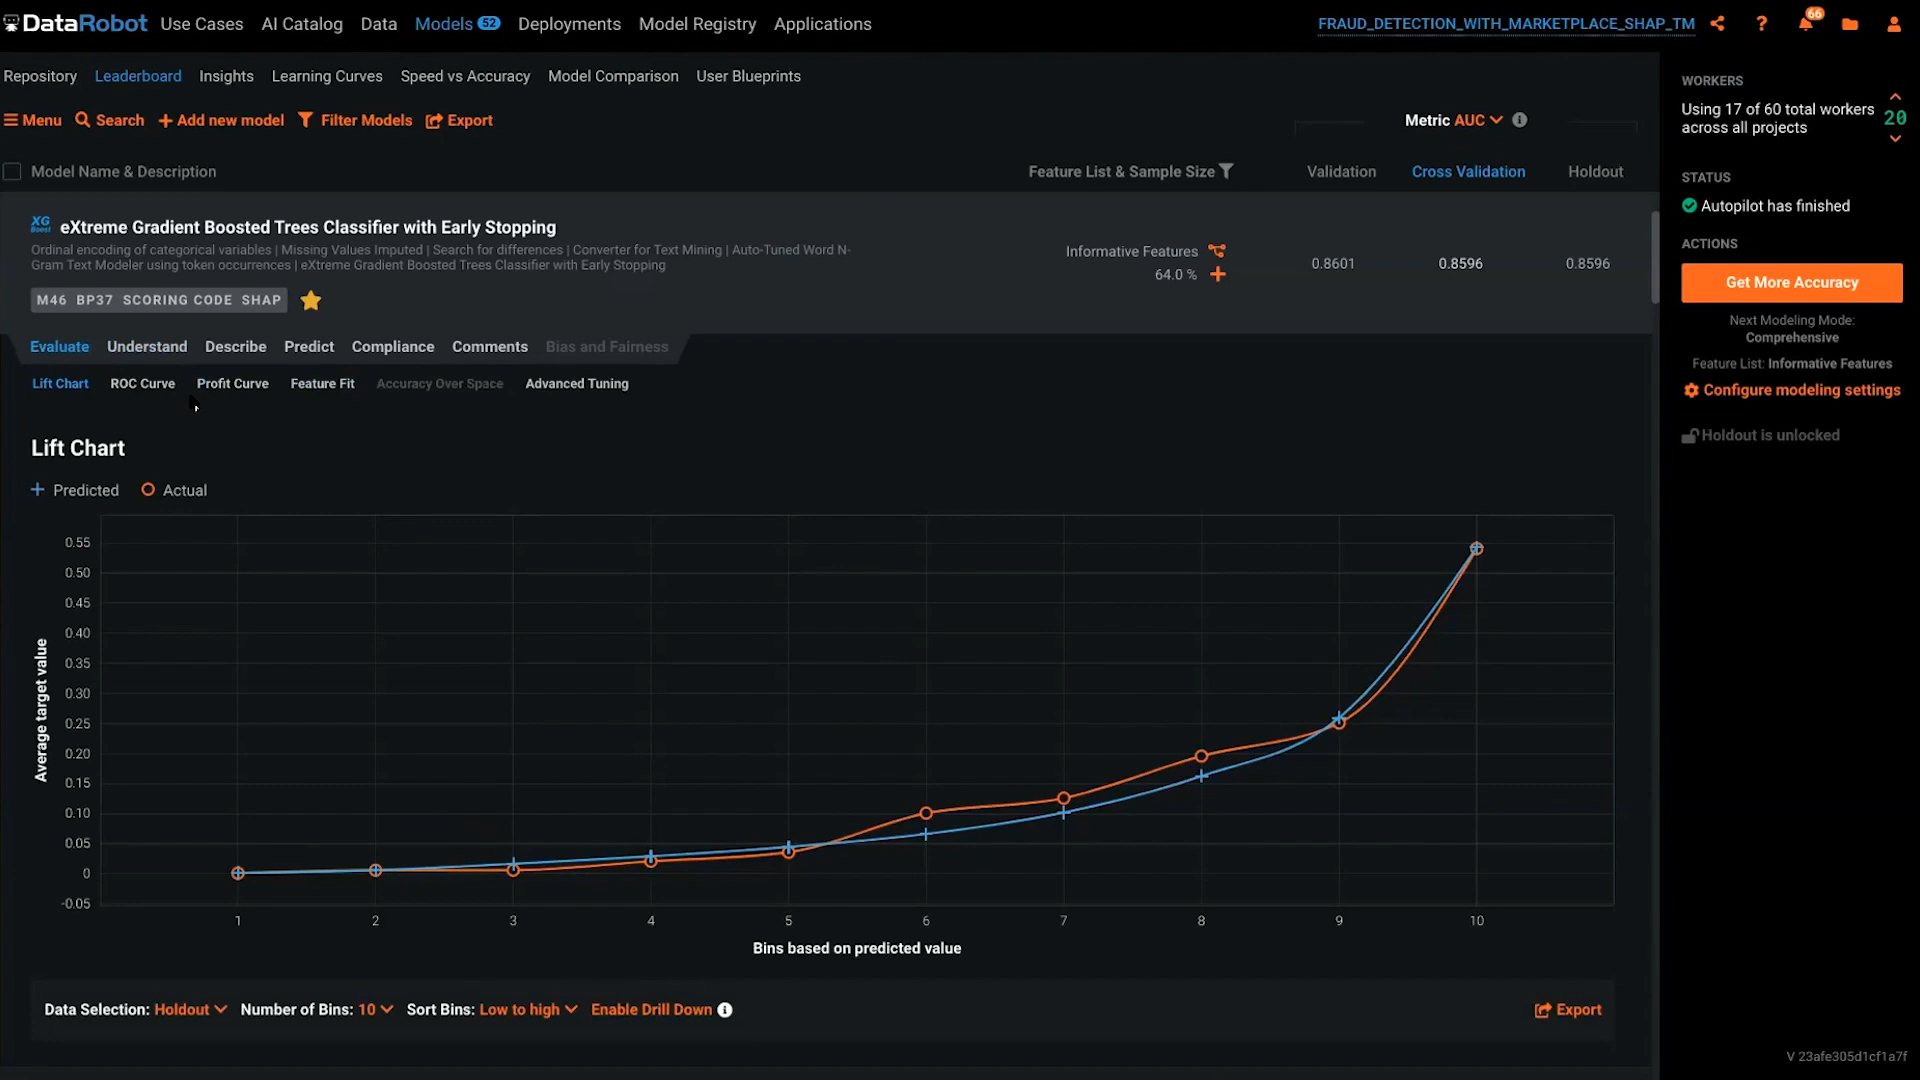 DataRobot Use Cases AI Catalog Data Models 52 Deployments Model Registry Applications FRAUD_DETECTION_WITH_MARKETPLACE_SHAP_TM ? 66
Repository Leaderboard Insights Learning Curves Speed vs Accuracy Model Comparison User Blueprints
Menu Search Add new model Filter Models Export Metric AUC
Model Name & Description Feature List & Sample Size Validation Cross Validation Holdout
XG Boost eXtreme Gradient Boosted Trees Classifier with Early Stopping
Ordinal encoding of categorical variables | Missing Values Imputed | Search for differences | Converter for Text Mining | Auto-Tuned Word N-
Gram Text Modeler using token occurrences | eXtreme Gradient Boosted Trees Classifier with Early Stopping
Informative Features
64.0 %
0.8601 0.8596 0.8596
M46 BP37 SCORING CODE SHAP
Evaluate Understand Describe Predict Compliance Comments Bias and Fairness
Lift Chart ROC Curve Profit Curve Feature Fit Accuracy Over Space Advanced Tuning
Lift Chart
Predicted Actual
Average target value
0.55
0.50
0.45
0.40
0.35
0.30
0.25
0.20
0.15
0.10
0.05
0
-0.05
1 2 3 4 5 6 7 8 9 10
Bins based on predicted value
Data Selection: Holdout Number of Bins: 10 Sort Bins: Low to high Enable Drill Down Export
WORKERS
Using 17 of 60 total workers
across all projects
20
STATUS
Autopilot has finished
ACTIONS
Get More Accuracy
Next Modeling Mode:
Comprehensive
Feature List: Informative Features
Configure modeling settings
Holdout is unlocked
V 23afe305d1cf1a7f